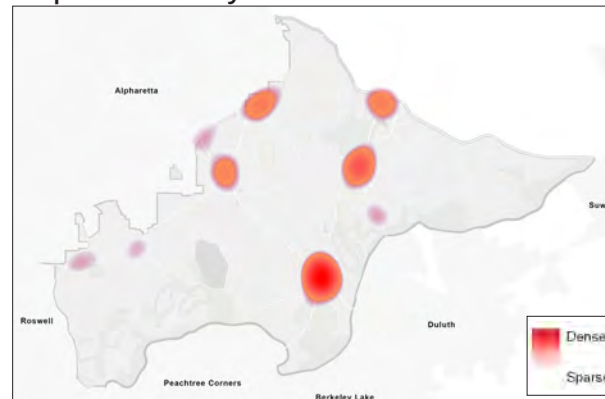 Alpharetta
Suw
Roswell
Duluth
Dense
Sparse
Peachtree Corners
Berkeley Lake